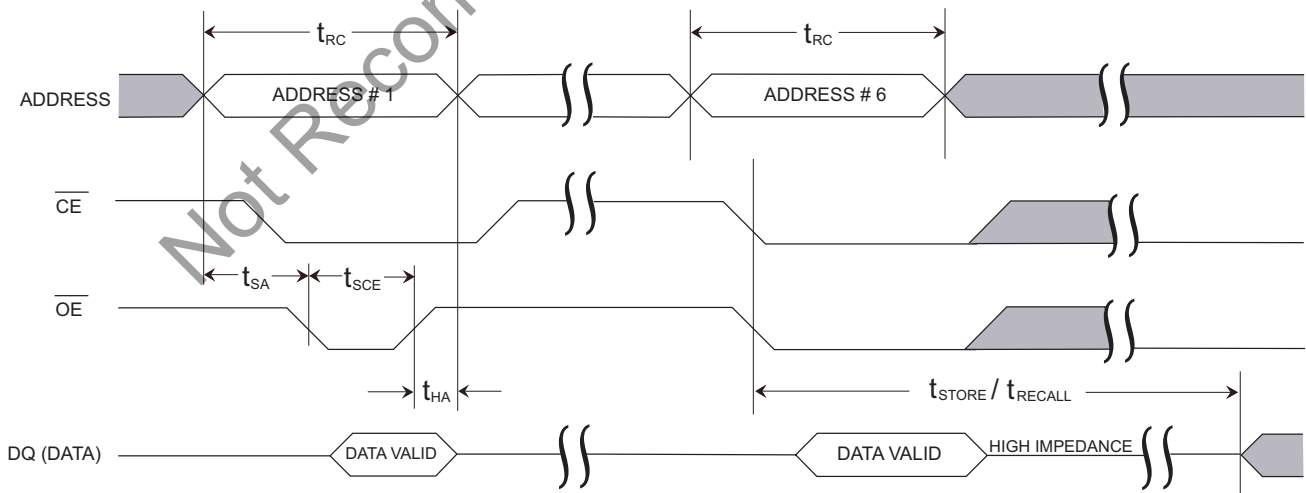 Not Recom
tRC
tRC
ADDRESS
ADDRESS # 1
ADDRESS # 6
CE
tSA
tSCE
OE
tHA
tSTORE / tRECALL
DQ (DATA)
DATA VALID
DATA VALID
HIGH IMPEDANCE